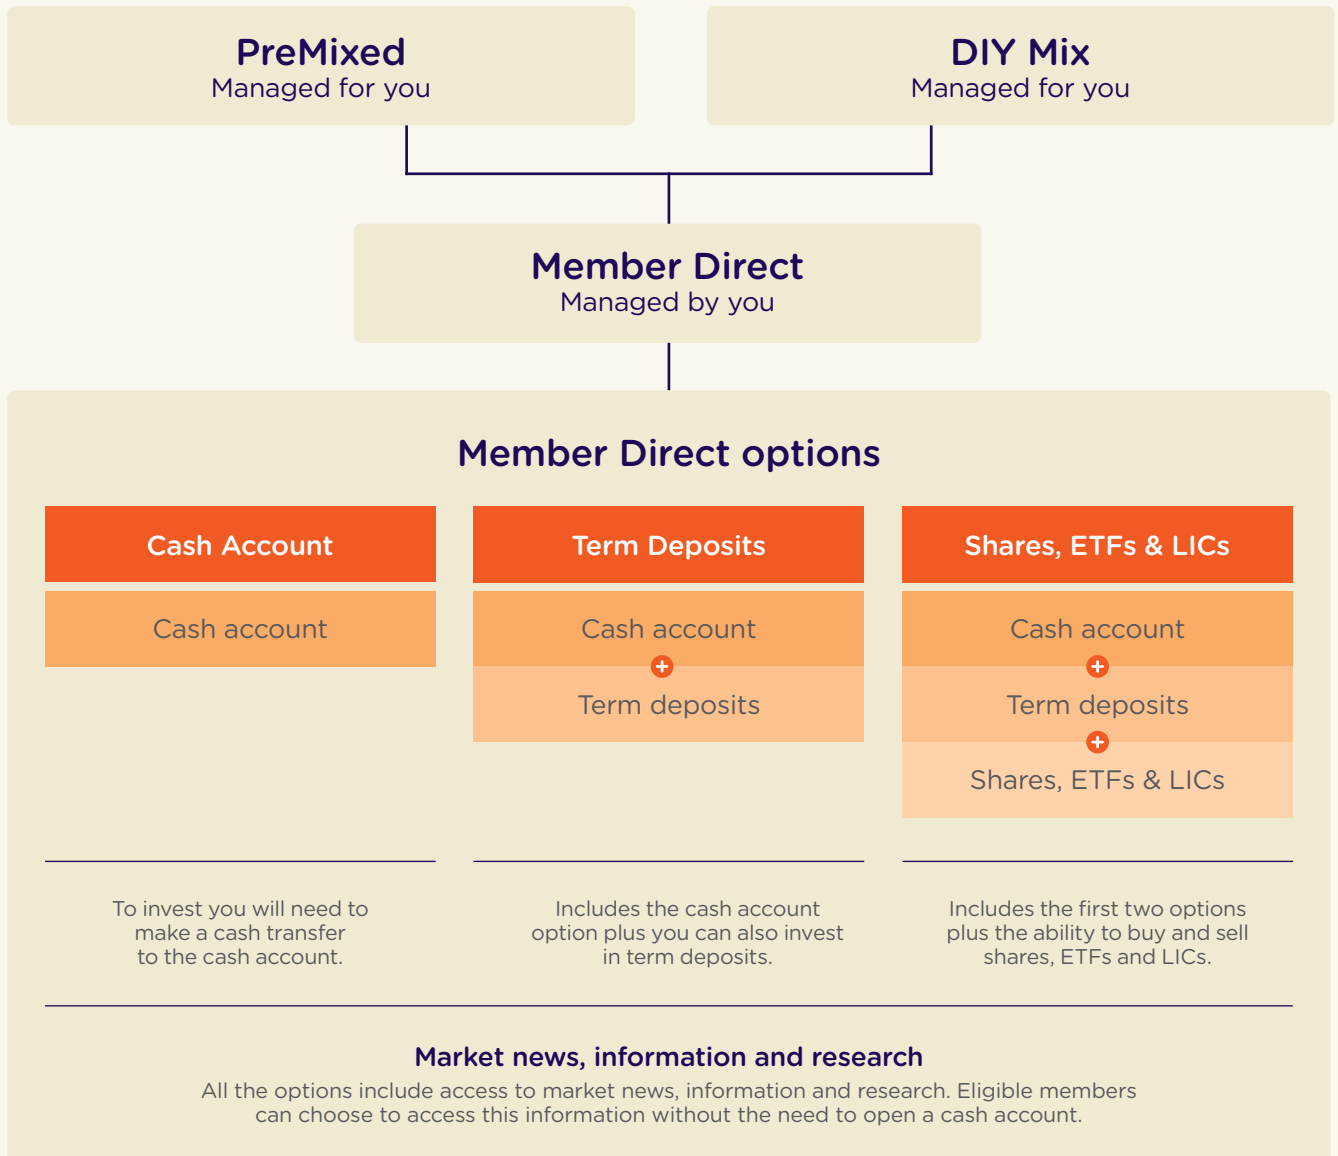 PreMixed
Managed for you
DIY Mix
Managed for you
Member Direct
Managed by you
Member Direct options
Cash Account
Cash account
To invest you will need to
make a cash transfer
to the cash account.
Term Deposits
Cash account
+
Term deposits
Includes the cash account
option plus you can also invest
in term deposits.
Shares, ETFs & LICs
Cash account
+
Term deposits
+
Shares, ETFs & LICs
Includes the first two options
plus the ability to buy and sell
shares, ETFs and LICs.
Market news, information and research
All the options include access to market news, information and research. Eligible members
can choose to access this information without the need to open a cash account.